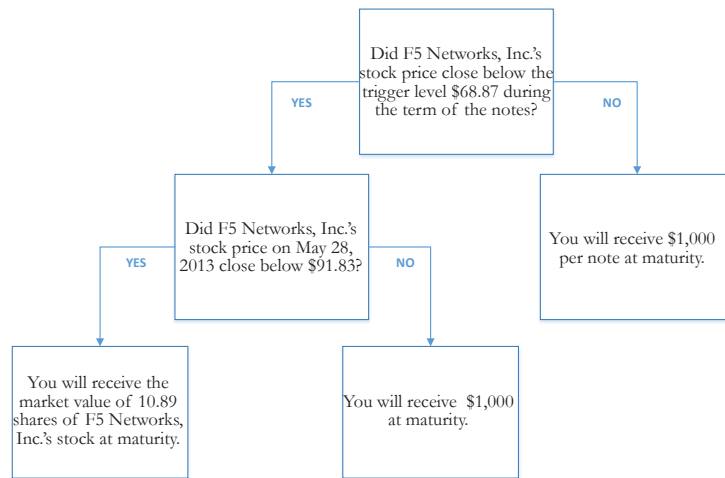 Did F5 Networks, Inc.'s
stock price close below the
trigger level $68.87 during
the term of the notes?
YES
NO
Did F5 Networks, Inc.'s
stock price on May 28,
2013 close below $91.83?
You will receive $1,000
per note at maturity.
YES
NO
You will receive the
market value of 10.89
shares of F5 Networks,
Inc.'s stock at maturity.
You will receive $1,000
at maturity.